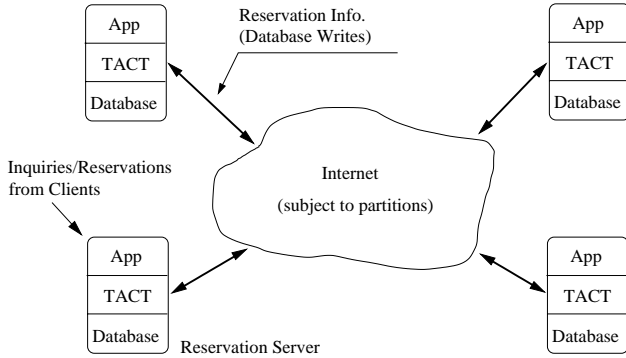 App
TACT
Database
Reservation Info.
(Database Writes)
App
TACT
Database
Internet
(subject to partitions)
Inquiries/Reservations
from Clients
App
TACT
Database
Reservation Server
App
TACT
Database